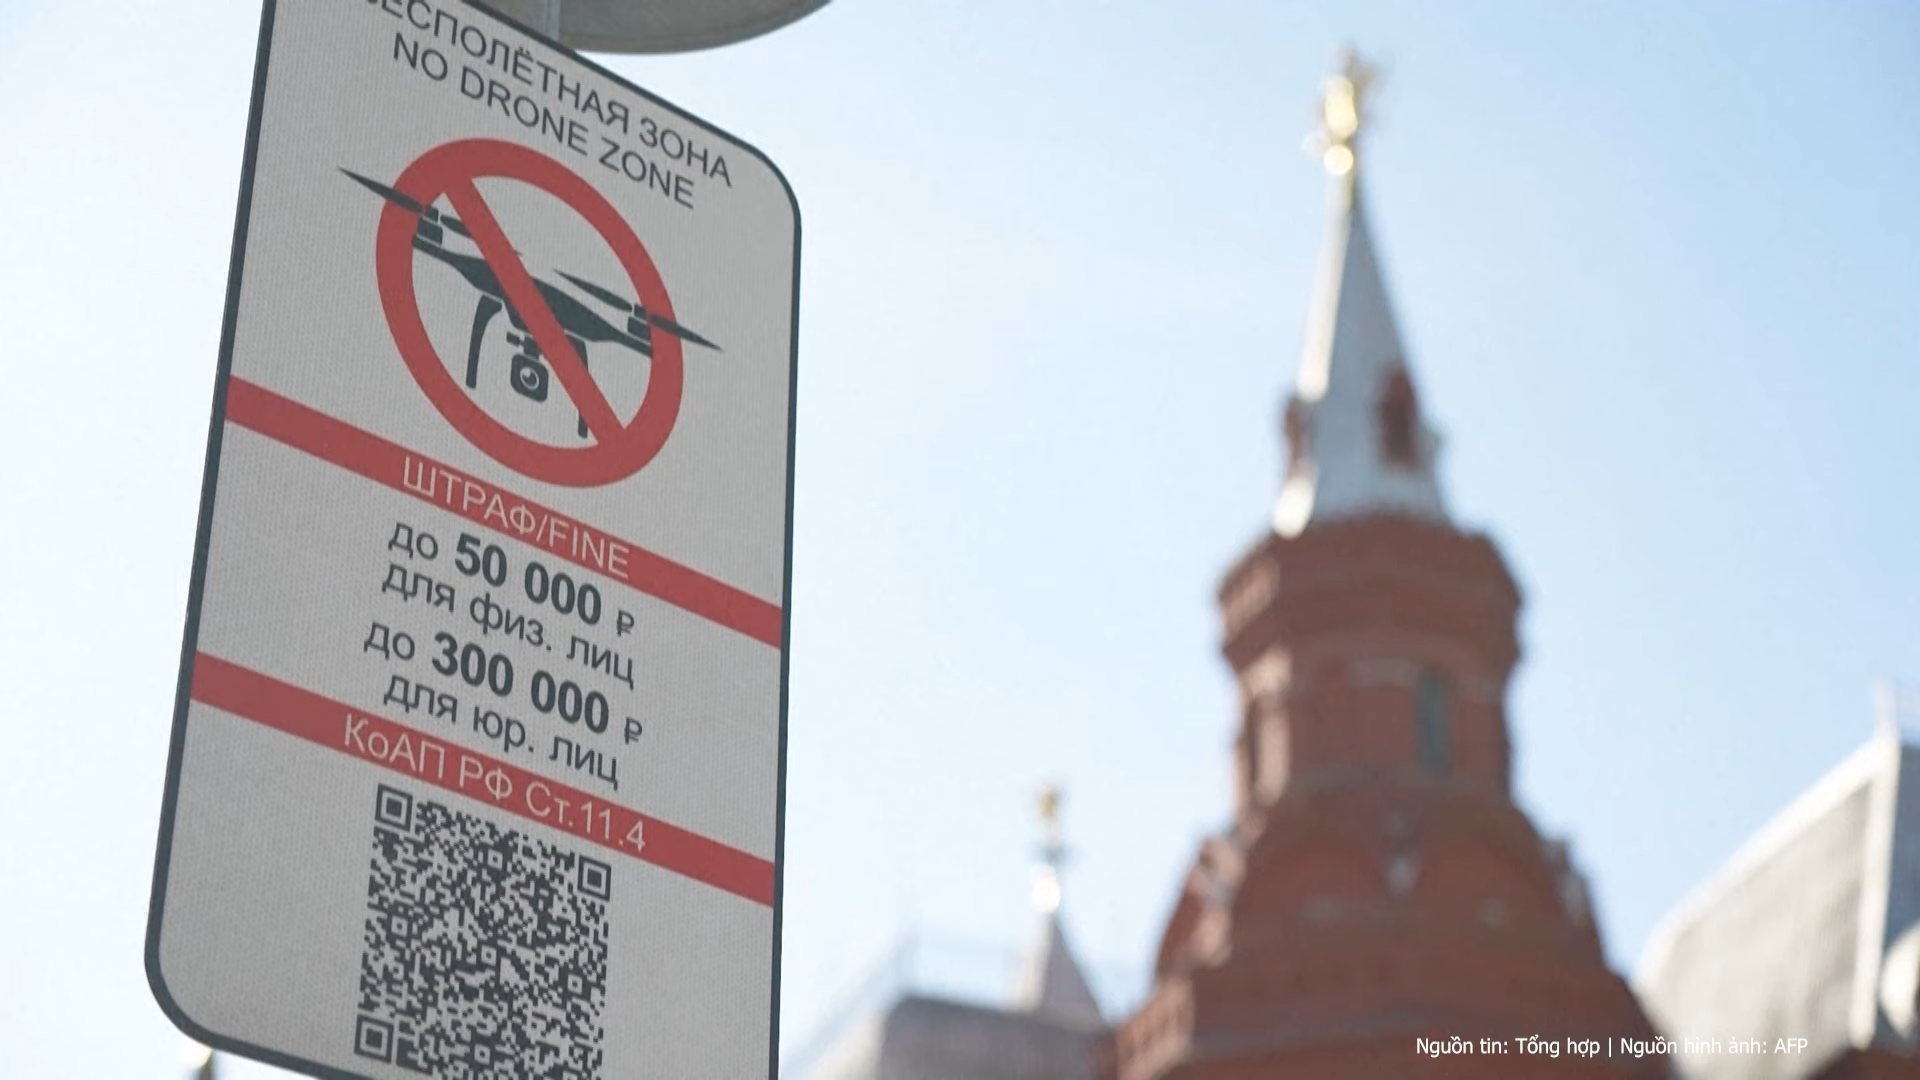 БЕСПОЛЁТНАЯ ЗОНА
NO DRONE ZONE
ШТРАФ/FINE
до 50 000 ₽
для физ. лиц
до 300 000 ₽
для юр. лиц
КоАП РФ Ст.11.4
Nguồn tin: Tổng hợp | Nguồn hình ảnh: AFP